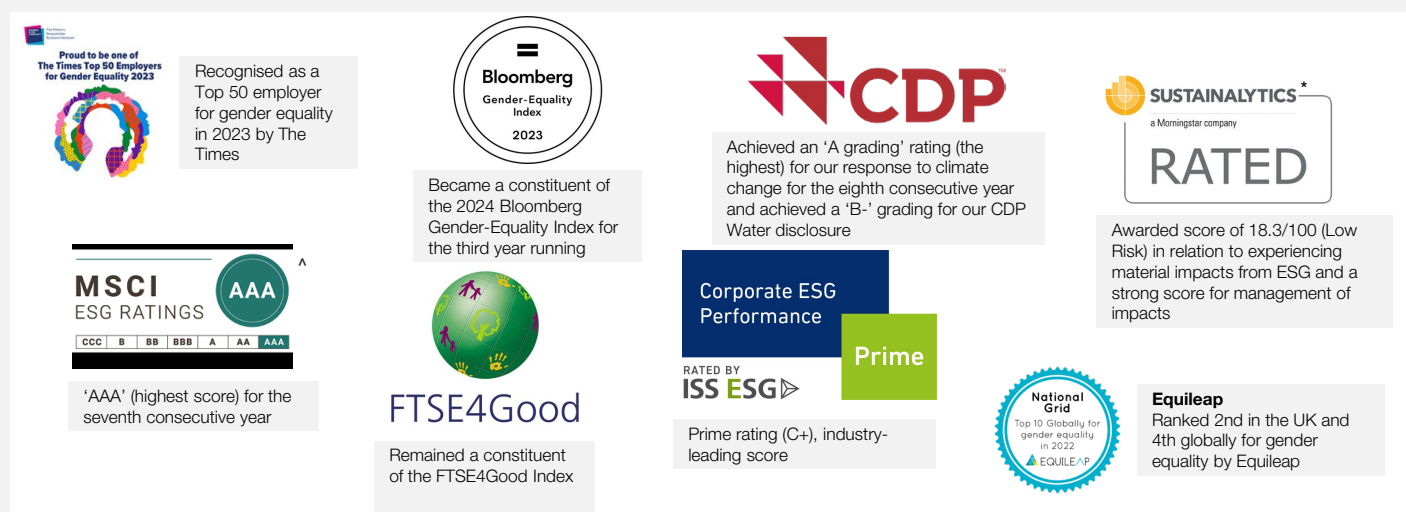 Proud to be one of
The Times Top 50 Employers
for Gender Equality 2023
Recognised as a
Top 50 employer
for gender equality
in 2023 by The
Times
Bloomberg
Gender-Equality
Index
2023
Became a constituent of
the 2024 Bloomberg
Gender-Equality Index for
the third year running
CDP
Achieved an ‘A grading’ rating (the
highest) for our response to climate
change for the eighth consecutive year
and achieved a ‘B-’ grading for our CDP
Water disclosure
SUSTAINALYTICS*
a Morningstar company
RATED
Awarded score of 18.3/100 (Low
Risk) in relation to experiencing
material impacts from ESG and a
strong score for management of
impacts
MSCI
ESG RATINGS
AAA
^
CCC B BB BBB A AA AAA
‘AAA’ (highest score) for the
seventh consecutive year
FTSE4Good
Remained a constituent
of the FTSE4Good Index
Corporate ESG
Performance
Prime
RATED BY
ISS ESG
Prime rating (C+), industry-
leading score
National
Grid
Top 10 Globally for
gender equality
in 2022
EQUILEAP
Equileap
Ranked 2nd in the UK and
4th globally for gender
equality by Equileap